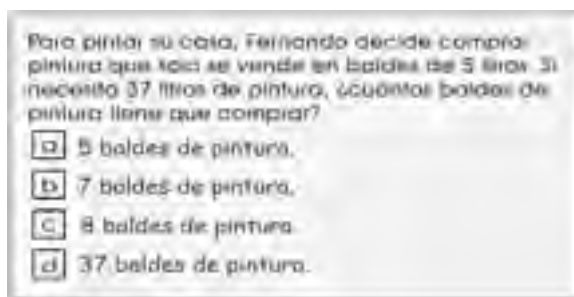 Para pintar su casa, Fernando decide comprar
pintura que solo se vende en baldes de 5 litros. Si
necesita 37 litros de pintura, ¿cuántos baldes de
pintura tiene que comprar?
a 5 baldes de pintura.
b 7 baldes de pintura.
c 8 baldes de pintura.
d 37 baldes de pintura.